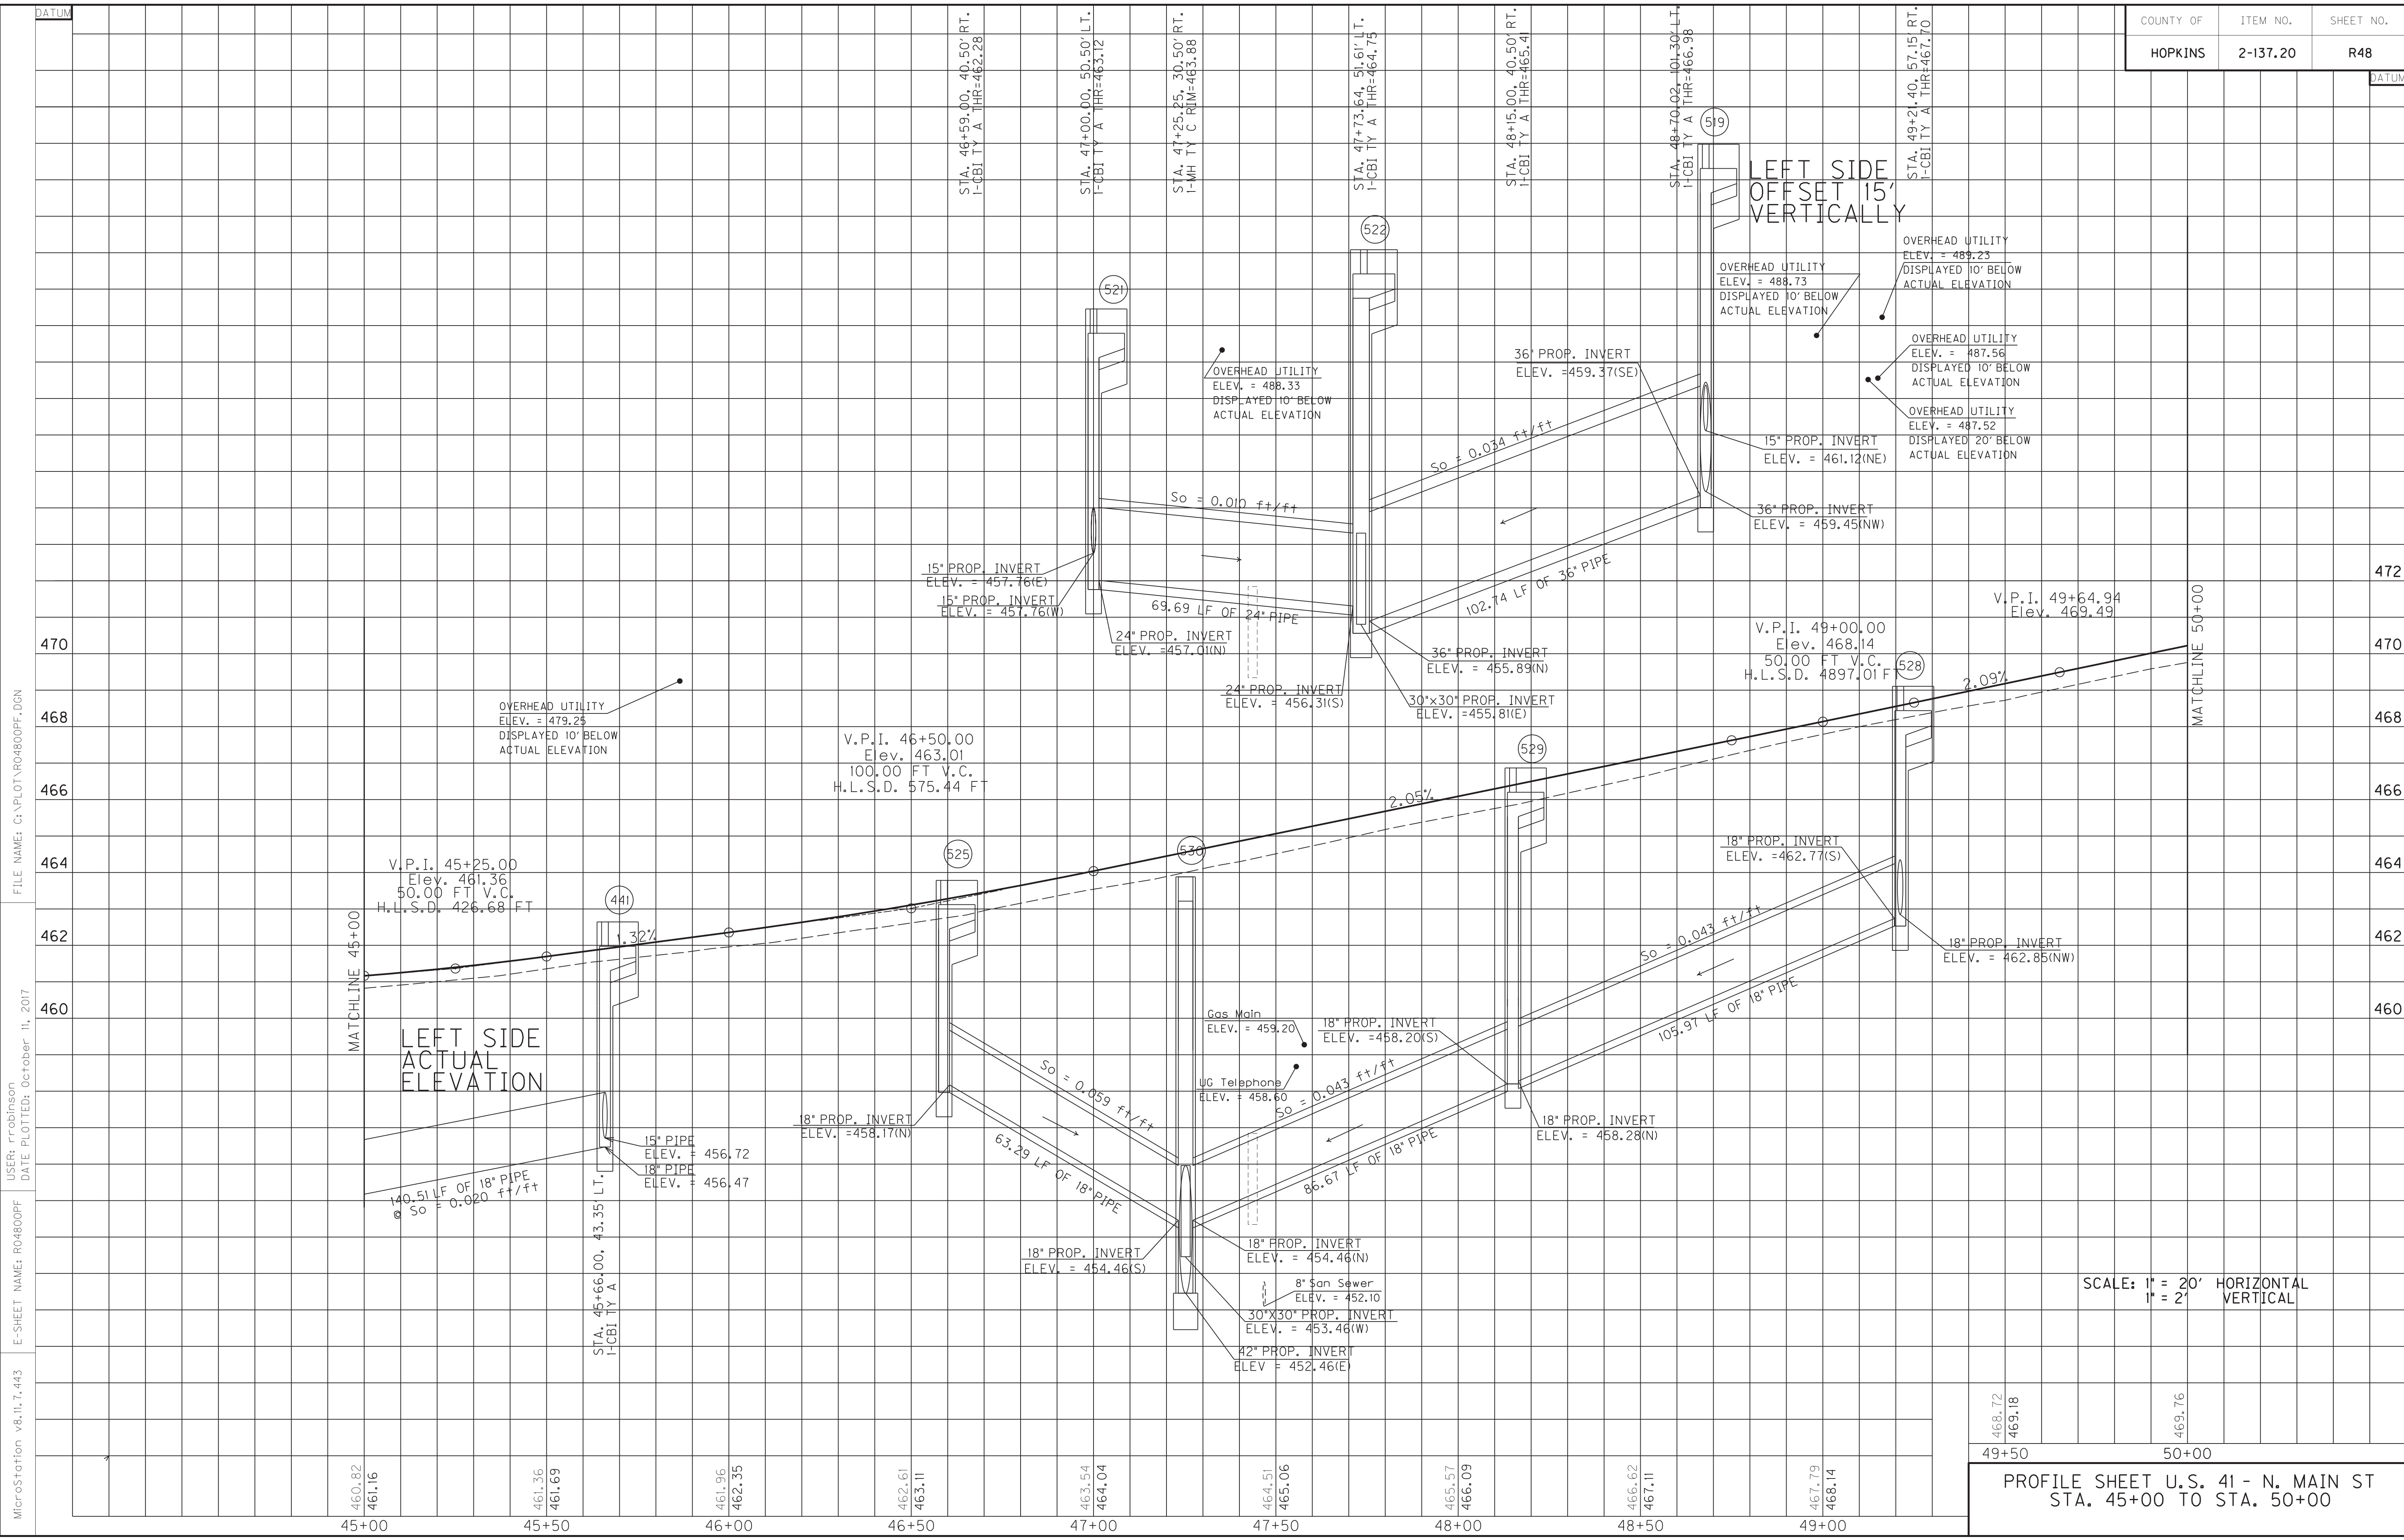 DATUM
COUNTY OF ITEM NO. SHEET NO.
HOPKINS 2-137.20 R48
DATUM
STA. 46+59.00, 40.50' RT.
1-CBI TY A THR=462.28
STA. 47+00.00, 50.50' LT.
1-CBI TY A THR=463.12
STA. 47+25.25, 30.50' RT.
1-MH TY C RIM=463.88
STA. 47+73.64, 51.61' LT.
1-CBI TY A THR=464.75
STA. 48+15.00, 40.50' RT.
1-CBI TY A THR=465.41
STA. 48+70.02, 101.30' LT.
1-CBI TY A THR=466.98
STA. 49+21.40, 57.15' RT.
1-CBI TY A THR=467.70
519
LEFT SIDE
OFFSET 15'
VERTICALLY
522
521
OVERHEAD UTILITY
ELEV. = 489.23
DISPLAYED 10' BELOW
ACTUAL ELEVATION
OVERHEAD UTILITY
ELEV. = 488.73
DISPLAYED 10' BELOW
ACTUAL ELEVATION
OVERHEAD UTILITY
ELEV. = 487.56
DISPLAYED 10' BELOW
ACTUAL ELEVATION
OVERHEAD UTILITY
ELEV. = 487.52
DISPLAYED 20' BELOW
ACTUAL ELEVATION
OVERHEAD UTILITY
ELEV. = 488.33
DISPLAYED 10' BELOW
ACTUAL ELEVATION
36' PROP. INVERT
ELEV. =459.37(SE)
So = 0.034 ft/ft
15" PROP. INVERT
ELEV. = 461.12(NE)
36" PROP. INVERT
ELEV. = 459.45(NW)
So = 0.010 ft/ft
15" PROP. INVERT
ELEV. = 457.76(E)
15" PROP. INVERT
ELEV. = 457.76(W)
69.69 LF OF 24" PIPE
102.74 LF OF 36" PIPE
24" PROP. INVERT
ELEV. =457.01(N)
36" PROP. INVERT
ELEV. =455.89(N)
24" PROP. INVERT
ELEV. = 456.31(S)
30"x30" PROP. INVERT
ELEV. =455.81(E)
472
470
468
466
464
462
460
470
468
466
464
462
460
V.P.I. 49+64.94
Elev. 469.49
MATCHLINE 50+00
V.P.I. 49+00.00
Elev. 468.14
50.00 FT V.C.
H.L.S.D. 4897.01 FT
528
2.09%
OVERHEAD UTILITY
ELEV. = 479.25
DISPLAYED 10' BELOW
ACTUAL ELEVATION
V.P.I. 46+50.00
Elev. 463.01
100.00 FT V.C.
H.L.S.D. 575.44 FT
529
2.05%
525
530
V.P.I. 45+25.00
Elev. 461.36
50.00 FT V.C.
H.L.S.D. 426.68 FT
441
1.32%
MATCHLINE 45+00
18" PROP. INVERT
ELEV. =462.77(S)
18" PROP. INVERT
ELEV. = 462.85(NW)
So = 0.043 ft/ft
105.97 LF OF 18" PIPE
LEFT SIDE
ACTUAL
ELEVATION
Gas Main
ELEV. = 459.20
18" PROP. INVERT
ELEV. =458.20(S)
UG Telephone
ELEV. = 458.60
So = 0.043 ft/ft
So = 0.059 ft/ft
18" PROP. INVERT
ELEV. =458.17(N)
18" PROP. INVERT
ELEV. =458.28(N)
63.29 LF OF 18" PIPE
86.67 LF OF 18" PIPE
15" PIPE
ELEV. = 456.72
18" PIPE
ELEV. = 456.47
140.51 LF OF 18" PIPE
@ So = 0.020 ft/ft
STA. 45+66.00, 43.35' LT.
1-CBI TY A
18" PROP. INVERT
ELEV. = 454.46(S)
18" PROP. INVERT
ELEV. = 454.46(N)
8" San Sewer
ELEV. = 452.10
30"X30" PROP. INVERT
ELEV. = 453.46(W)
42" PROP. INVERT
ELEV = 452.46(E)
SCALE: 1" = 20' HORIZONTAL
1" = 2' VERTICAL
460.82
461.16
461.36
461.69
461.96
462.35
462.61
463.11
463.54
464.04
464.51
465.06
465.57
466.09
466.62
467.11
467.79
468.14
468.72
469.18
469.76
49+50 50+00
45+00 45+50 46+00 46+50 47+00 47+50 48+00 48+50 49+00
PROFILE SHEET U.S. 41 - N. MAIN ST
STA. 45+00 TO STA. 50+00
FILE NAME: C:\PLOT\R04800PF.DGN
USER: rrobinson
DATE PLOTTED: October 11, 2017
E-SHEET NAME: R04800PF
MicroStation v8.11.7.443